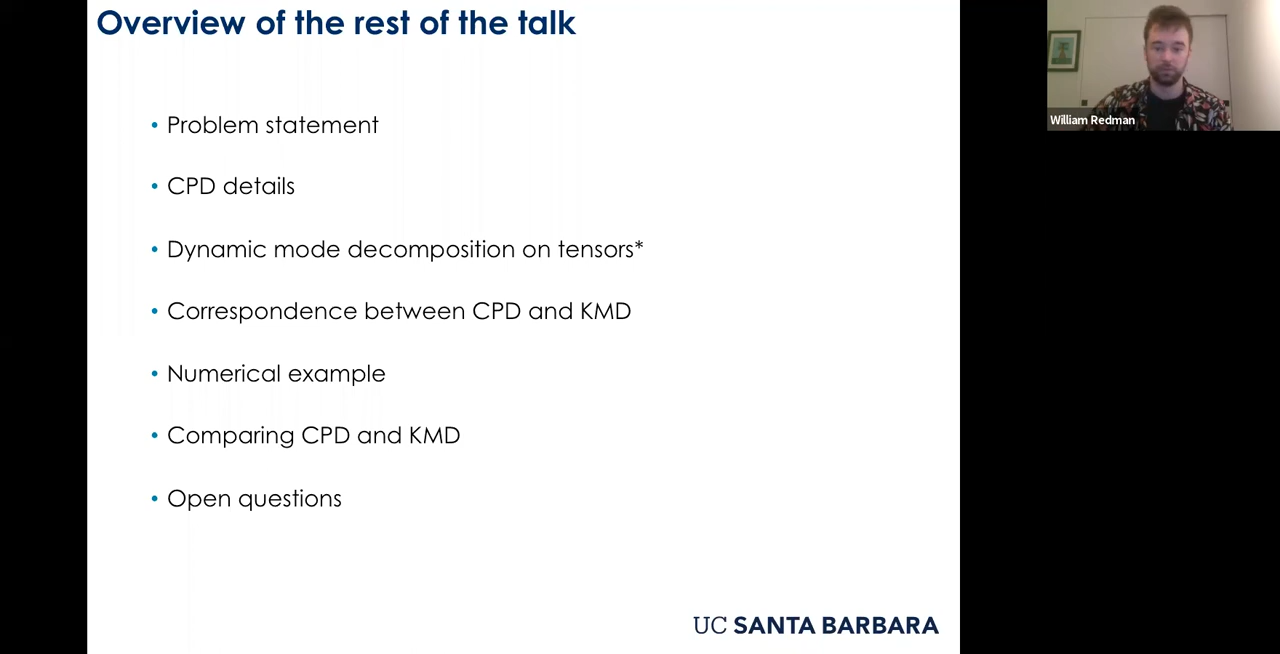 Overview of the rest of the talk
• Problem statement
• CPD details
• Dynamic mode decomposition on tensors*
• Correspondence between CPD and KMD
• Numerical example
• Comparing CPD and KMD
• Open questions
UC SANTA BARBARA
William Redman